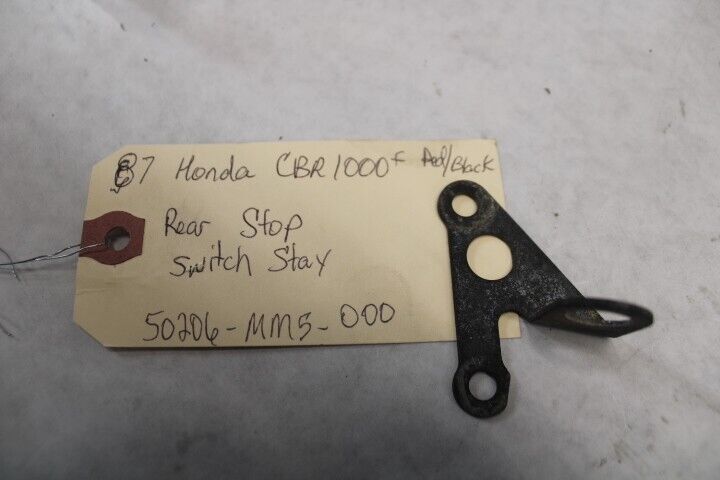 87 Honda CBR1000F Red/Black
Rear Stop
Switch Stay
50206-MM5-000